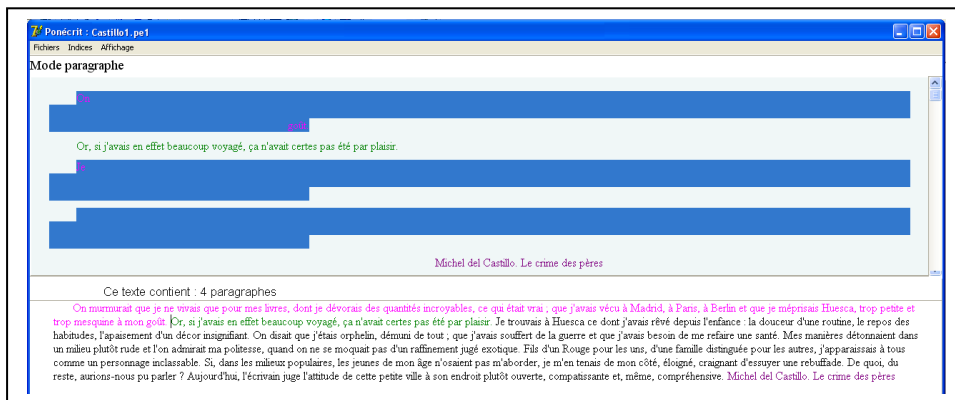 Ponécrit : Castillo1.pe1
Fichiers Indices Affichage
Mode paragraphe
goût
Or, si j'avais en effet beaucoup voyagé, ça n'avait certes pas été par plaisir.
Michel del Castillo. Le crime des pères
Ce texte contient : 4 paragraphes
On murmurait que je ne vivais que pour mes livres, dont je dévorais des quantités incroyables, ce qui était vrai ; que j'avais vécu à Madrid, à Paris, à Berlin et que je méprisais Huesca, trop petite et
trop mesquine à mon goût. Or, si j'avais en effet beaucoup voyagé, ça n'avait certes pas été par plaisir. Je trouvais à Huesca ce dont j'avais rêvé depuis l'enfance : la douceur d'une routine, le repos des
habitudes, l'apaisement d'un décor insignifiant. On disait que j'étais orphelin, démuni de tout ; que j'avais souffert de la guerre et que j'avais besoin de me refaire une santé. Mes manières détonnaient dans
un milieu plutôt rude et l'on admirait ma politesse, quand on ne se moquait pas d'un raffinement jugé exotique. Fils d'un Rouge pour les uns, d'une famille distinguée pour les autres, j'apparaissais à tous
comme un personnage inclassable. Si, dans les milieux populaires, les jeunes de mon âge n'osaient pas m'aborder, je m'en tenais de mon côté, éloigné, craignant d'essuyer une rebuffade. De quoi, du
reste, aurions-nous pu parler ? Aujourd'hui, l'écrivain juge l'attitude de cette petite ville à son endroit plutôt ouverte, compatissante et, même, compréhensive. Michel del Castillo. Le crime des pères